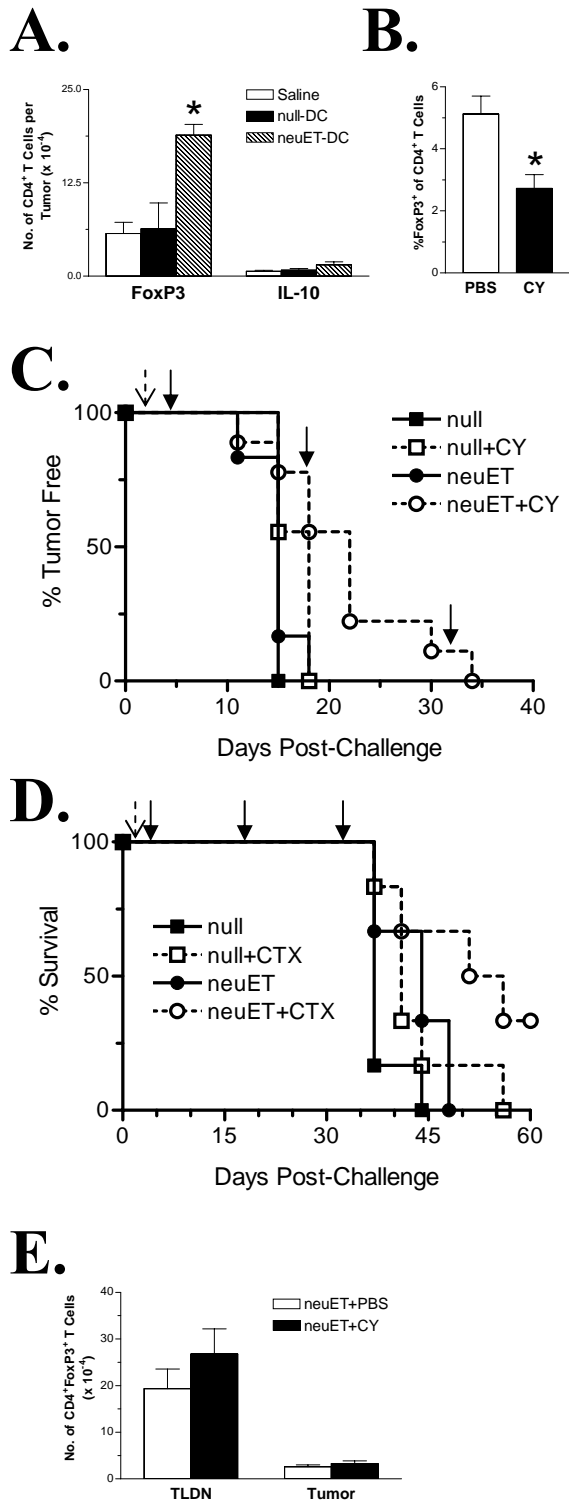 A.
No. of CD4+ T Cells per
Tumor (x 10-4)
25.0
12.5
0.0
*
Saline
null-DC
neuET-DC
FoxP3
IL-10
B.
%FoxP3+ of CD4+ T Cells
6
4
2
0
*
PBS
CY
C.
% Tumor Free
100
50
0
null
null+CY
neuET
neuET+CY
0
10
20
30
40
Days Post-Challenge
D.
% Survival
100
50
0
null
null+CTX
neuET
neuET+CTX
0
15
30
45
60
Days Post-Challenge
E.
No. of CD4+FoxP3+ T Cells
(x 10-4)
40
30
20
10
0
neuET+PBS
neuET+CY
TLDN
Tumor